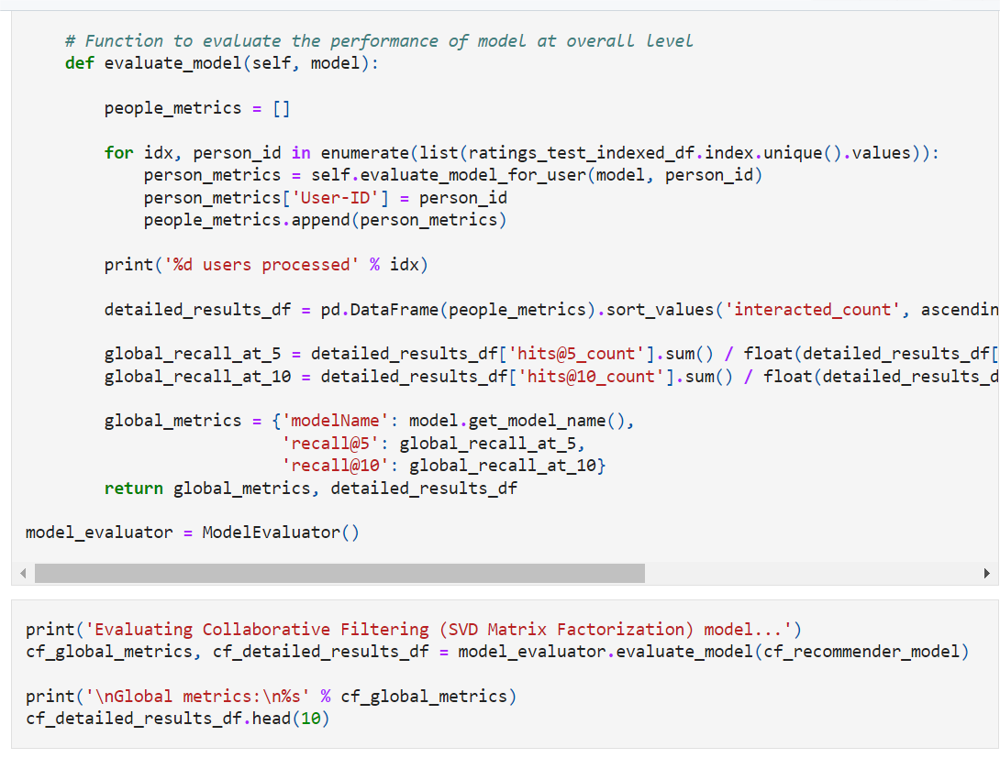 # Function to evaluate the performance of model at overall level
def evaluate_model(self, model):
people_metrics = []
for idx, person_id in enumerate(list(ratings_test_indexed_df.index.unique().values)):
person_metrics = self.evaluate_model_for_user(model, person_id)
person_metrics['User-ID'] = person_id
people_metrics.append(person_metrics)
print('%d users processed' % idx)
detailed_results_df = pd.DataFrame(people_metrics).sort_values('interacted_count', ascendin
global_recall_at_5 = detailed_results_df['hits@5_count'].sum() / float(detailed_results_df[
global_recall_at_10 = detailed_results_df['hits@10_count'].sum() / float(detailed_results_d
global_metrics = {'modelName': model.get_model_name(),
'recall@5': global_recall_at_5,
'recall@10': global_recall_at_10}
return global_metrics, detailed_results_df
model_evaluator = ModelEvaluator()
print('Evaluating Collaborative Filtering (SVD Matrix Factorization) model...')
cf_global_metrics, cf_detailed_results_df = model_evaluator.evaluate_model(cf_recommender_model)
print('\nGlobal metrics:\n%s' % cf_global_metrics)
cf_detailed_results_df.head(10)